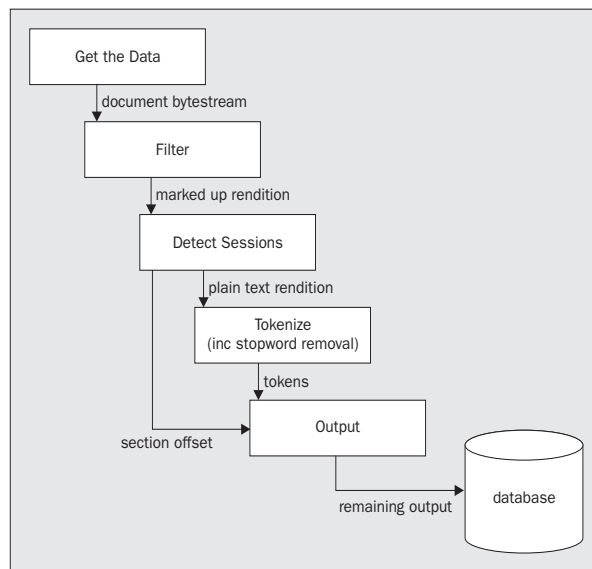 Get the Data
document bytestream
Filter
marked up rendition
Detect Sessions
plain text rendition
Tokenize
(inc stopword removal)
tokens
Output
section offset
database
remaining output